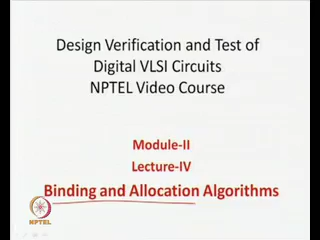 Design Verification and Test of
Digital VLSI Circuits
NPTEL Video Course
Module-II
Lecture-IV
Binding and Allocation Algorithms
NPTEL